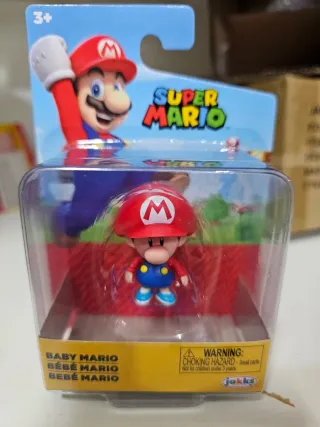 3+
SUPER
MARIO
M
M
BABY MARIO
BÉBÉ MARIO
BEBÉ MARIO
WARNING:
CHOKING HAZARD - Small parts.
Not for children under 3 years.
jakks